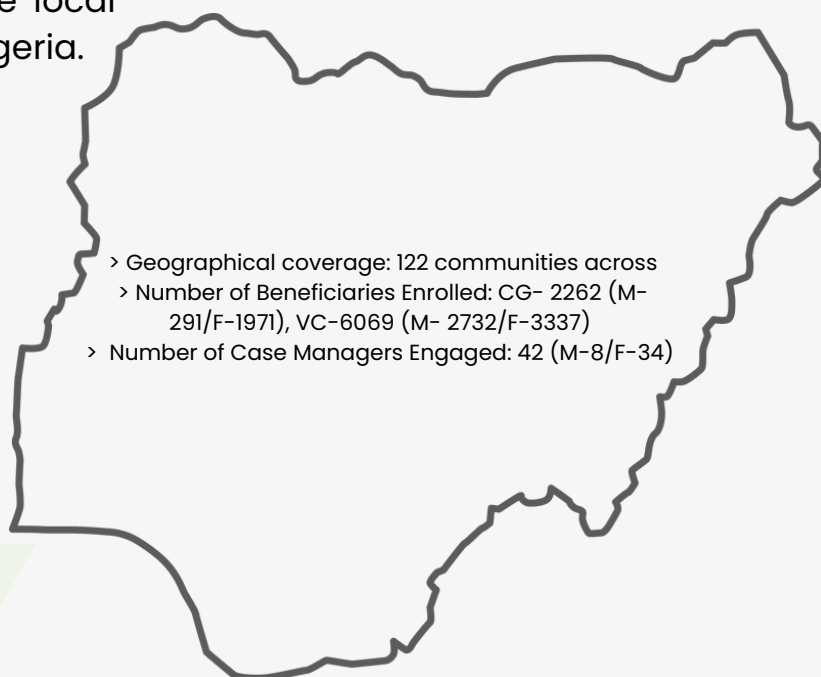 local
geria.
> Geographical coverage: 122 communities across
> Number of Beneficiaries Enrolled: CG- 2262 (M-
291/F-1971), VC-6069 (M- 2732/F-3337)
> Number of Case Managers Engaged: 42 (M-8/F-34)